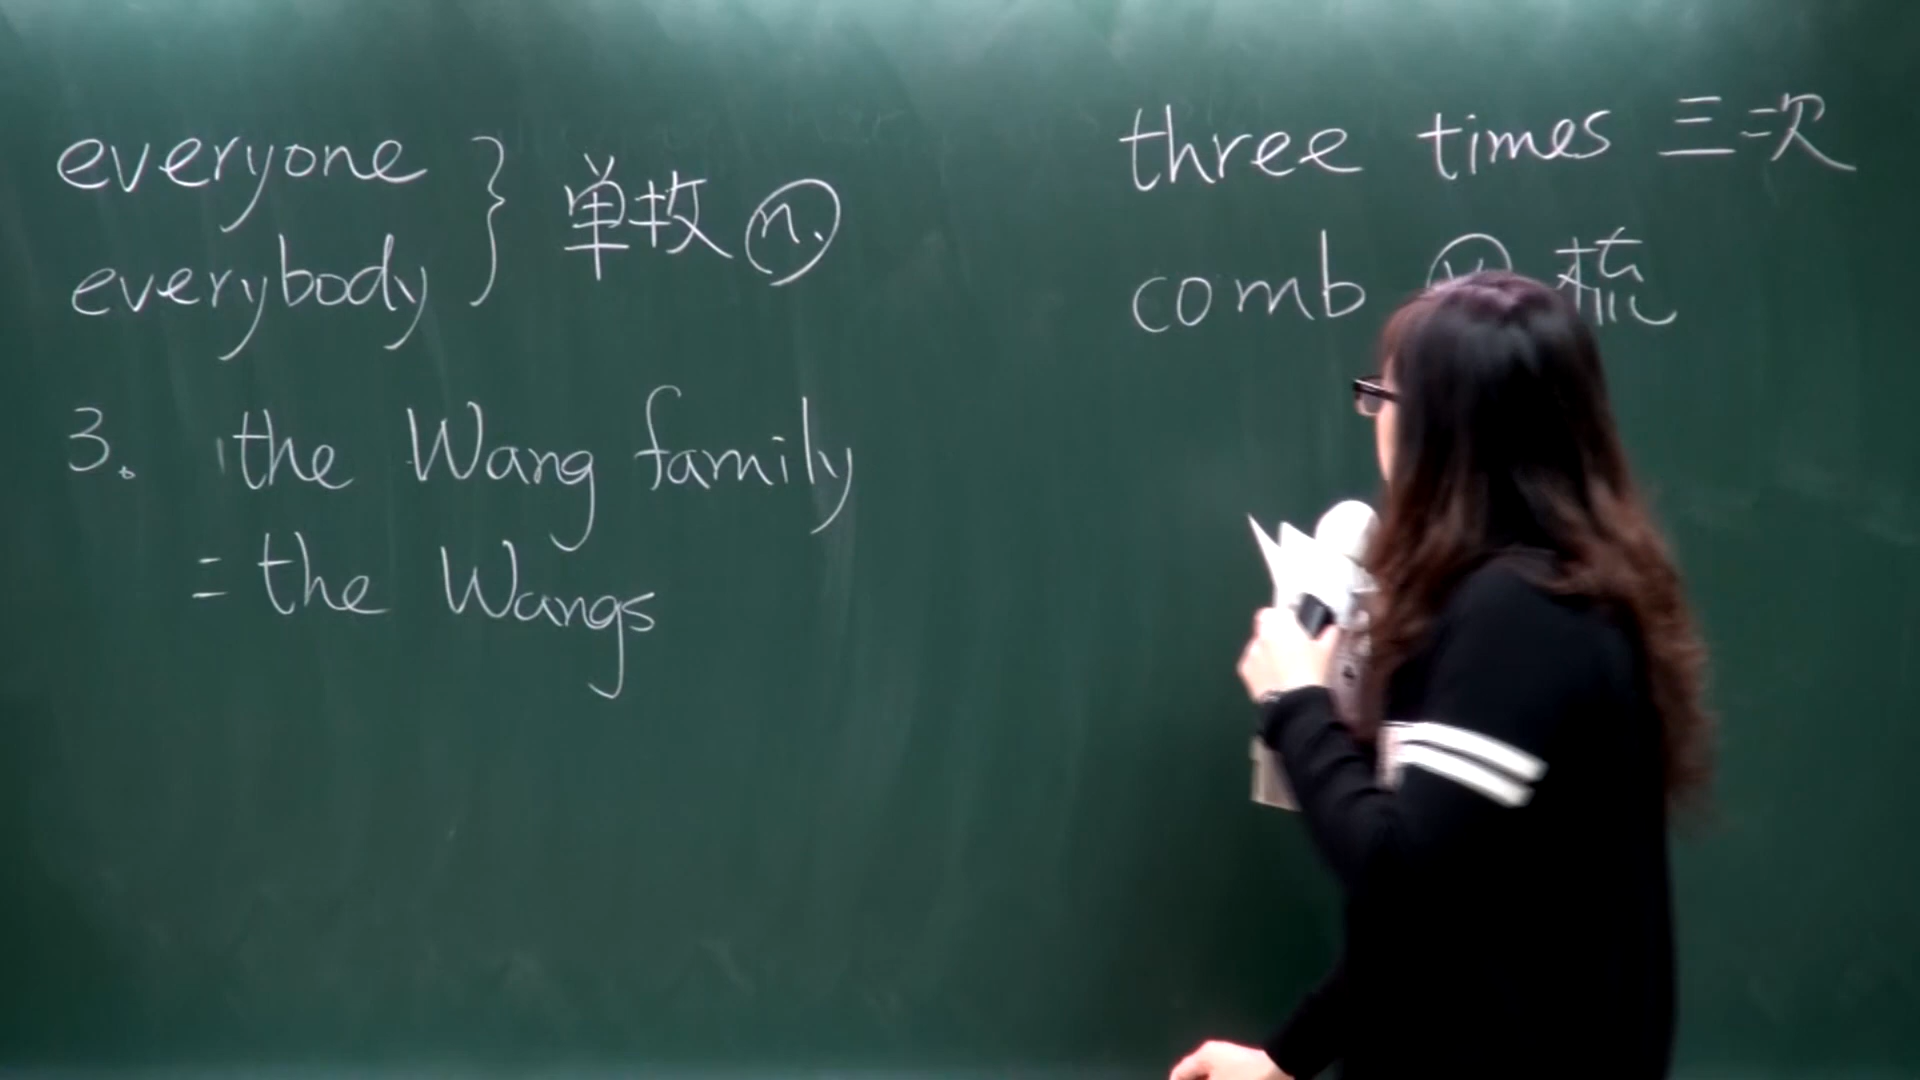 everyone
everybody
} 单数 n.
3. the Wang family
= the Wangs
three times 三次
comb 梳